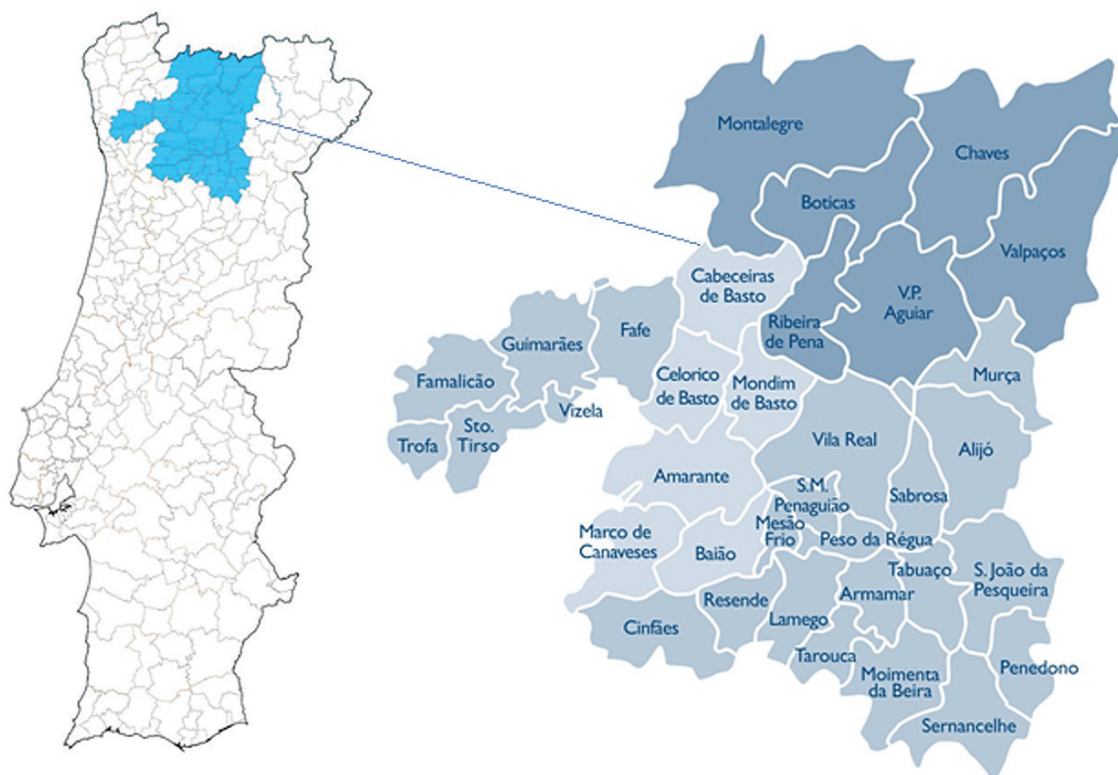 Montalegre
Chaves
Boticas
Valpaços
Cabeceiras
de Basto
V.P.
Aguiar
Ribeira
de Pena
Fafe
Guimarães
Murça
Famalicão
Celorico
de Basto
Mondim
de Basto
Vizela
Sto.
Tirso
Trofa
Vila Real
Alijó
Amarante
S.M.
Penaguião
Sabrosa
Mesão
Frio
Marco de
Canaveses
Baião
Peso da Régua
Tabuaço
S. João da
Pesqueira
Resende
Armamar
Lamego
Cinfães
Tarouca
Moimenta
da Beira
Penedono
Sernancelhe